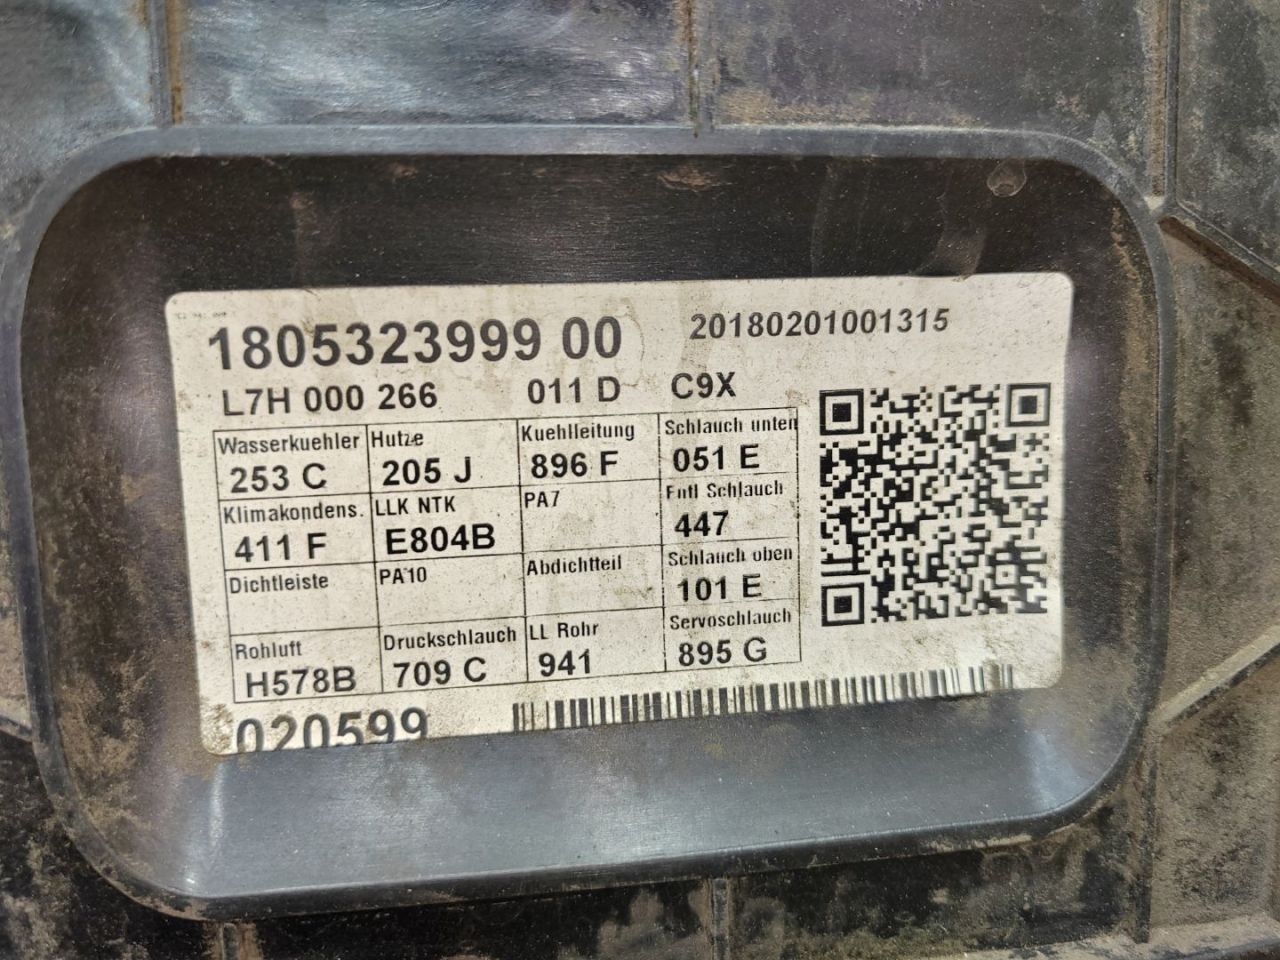 1805323999 00
20180201001315
L7H 000 266 011 D C9X
Wasserkuehler Hutze Kuehlleitung Schlauch unten
253 C 205 J 896 F 051 E
Klimakondens. LLK NTK PA7 Entl Schlauch
411 F E804B 447
Dichtleiste PA10 Abdichtteil Schlauch oben
101 E
Rohluft Druckschlauch LL Rohr Servoschlauch
H578B 709 C 941 895 G
020599